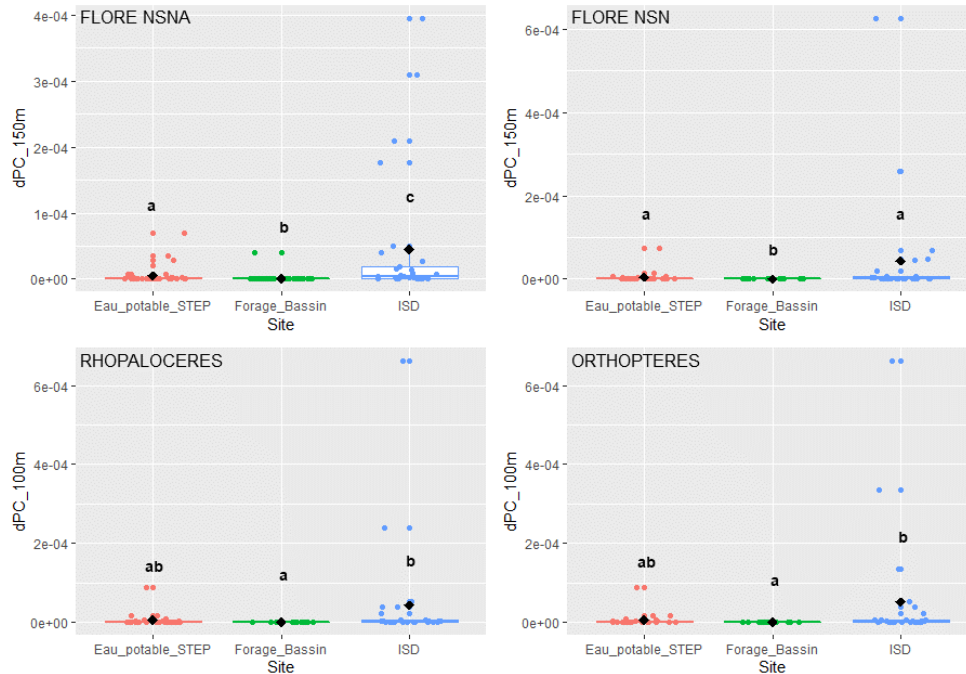 FLORE NSNA
dPC_150m
4e-04
3e-04
2e-04
1e-04
0e+00
a
b
c
Eau_potable_STEP Forage_Bassin ISD
Site
FLORE NSN
dPC_150m
6e-04
4e-04
2e-04
0e+00
a
b
a
Eau_potable_STEP Forage_Bassin ISD
Site
RHOPALOCERES
dPC_100m
6e-04
4e-04
2e-04
0e+00
ab
a
b
Eau_potable_STEP Forage_Bassin ISD
Site
ORTHOPTERES
dPC_100m
6e-04
4e-04
2e-04
0e+00
ab
a
b
Eau_potable_STEP Forage_Bassin ISD
Site